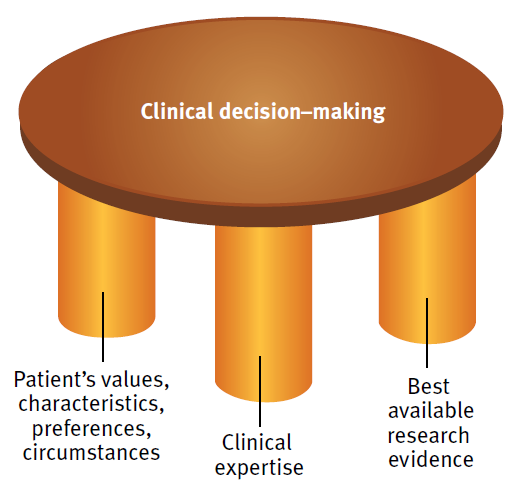 Clinical decision–making
Patient's values,
characteristics,
preferences,
circumstances
Clinical
expertise
Best
available
research
evidence